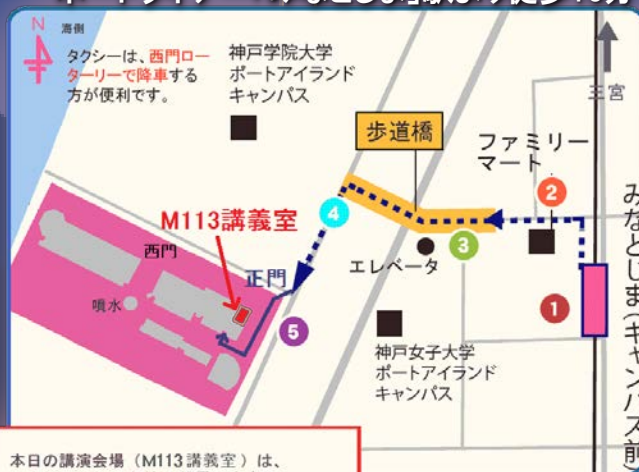 N
海側
タクシーは、西門ロー
ターリーで降車する
方が便利です。
神戸学院大学
ポートアイランド
キャンパス
三宮
歩道橋
ファミリー
マート
2
4
3
M113講義室
西門
正門
エレベータ
噴水
5
1
みなとじま(キャンパス前
神戸女子大学
ポートアイランド
キャンパス
本日の講演会場(M113講義室)は、